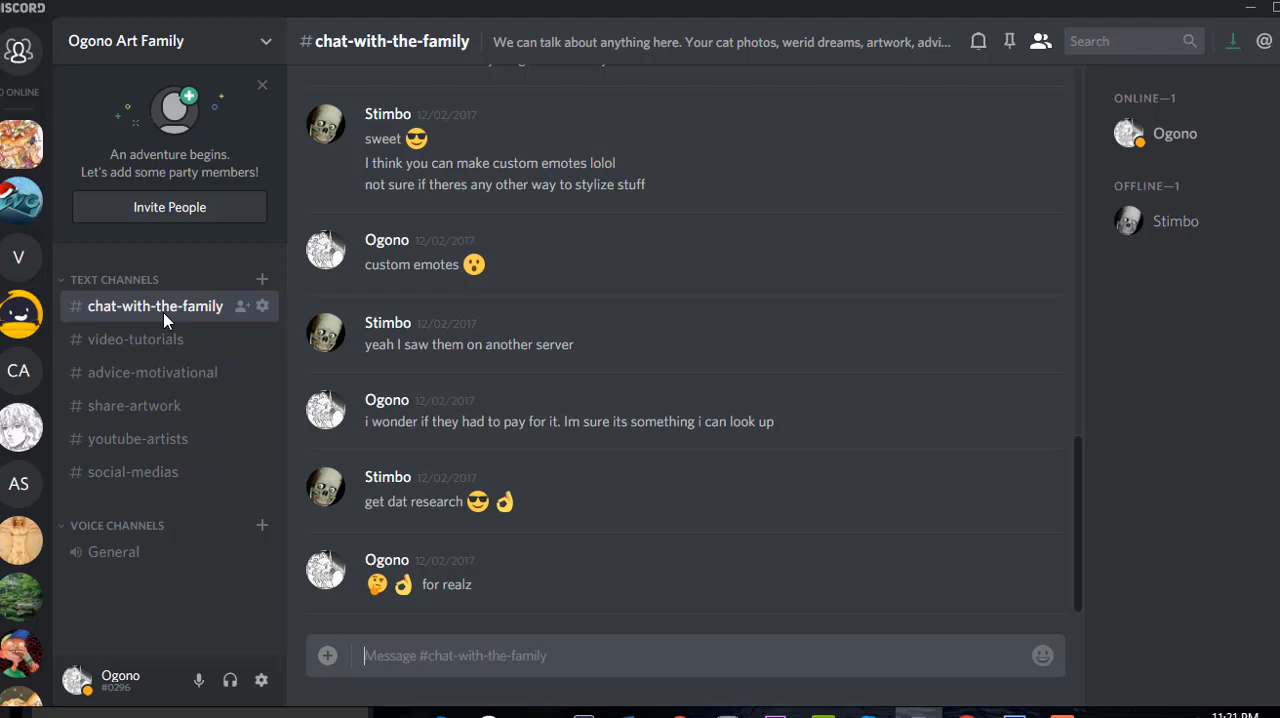 ISCORD
Ogono Art Family
# chat-with-the-family
We can talk about anything here. Your cat photos, werid dreams, artwork, advi...
Search
@
0 ONLINE
V
CA
AS
An adventure begins.
Let's add some party members!
Invite People
TEXT CHANNELS
# chat-with-the-family
# video-tutorials
# advice-motivational
# share-artwork
# youtube-artists
# social-medias
VOICE CHANNELS
General
Ogono
#0296
Stimbo 12/02/2017
sweet 😎
I think you can make custom emotes lolol
not sure if theres any other way to stylize stuff
Ogono 12/02/2017
custom emotes 😮
Stimbo 12/02/2017
yeah I saw them on another server
Ogono 12/02/2017
i wonder if they had to pay for it. Im sure its something i can look up
Stimbo 12/02/2017
get dat research 😎 👌
Ogono 12/02/2017
🤔 👌 for realz
Message #chat-with-the-family
ONLINE—1
Ogono
OFFLINE—1
Stimbo
11:21 PM